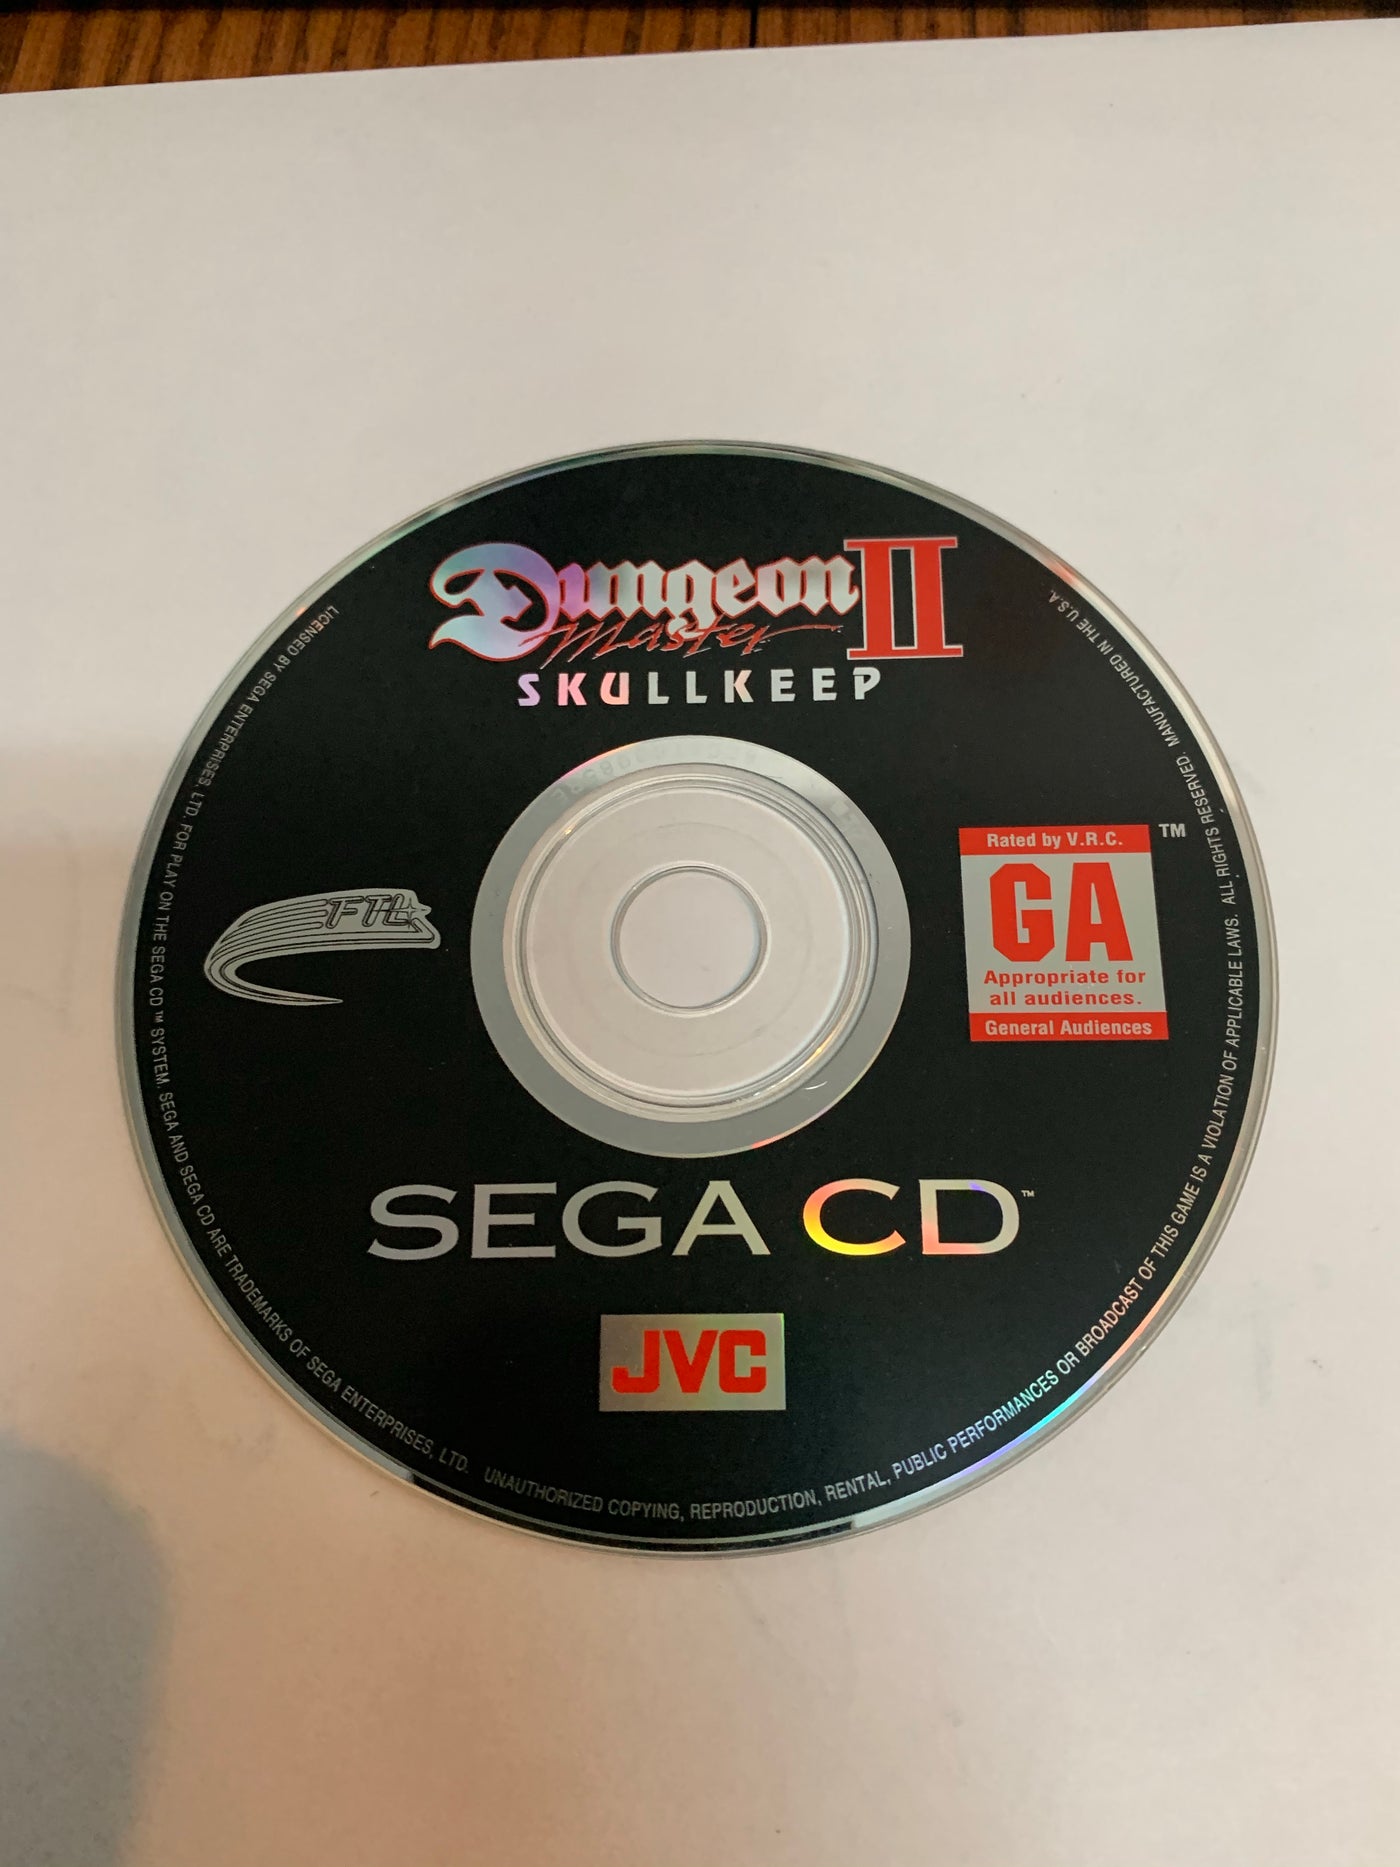 Dungeon II
Master
SKULLKEEP
FTL
Rated by V.R.C.
TM
GA
Appropriate for
all audiences.
General Audiences
SEGA CD™
JVC
LICENSED BY SEGA ENTERPRISES, LTD. FOR PLAY ON THE SEGA CD™ SYSTEM. SEGA AND SEGA CD ARE TRADEMARKS OF SEGA ENTERPRISES, LTD. UNAUTHORIZED COPYING, REPRODUCTION, RENTAL, PUBLIC PERFORMANCES OR BROADCAST OF THIS GAME IS A VIOLATION OF APPLICABLE LAWS. ALL RIGHTS RESERVED. MANUFACTURED IN THE U.S.A.